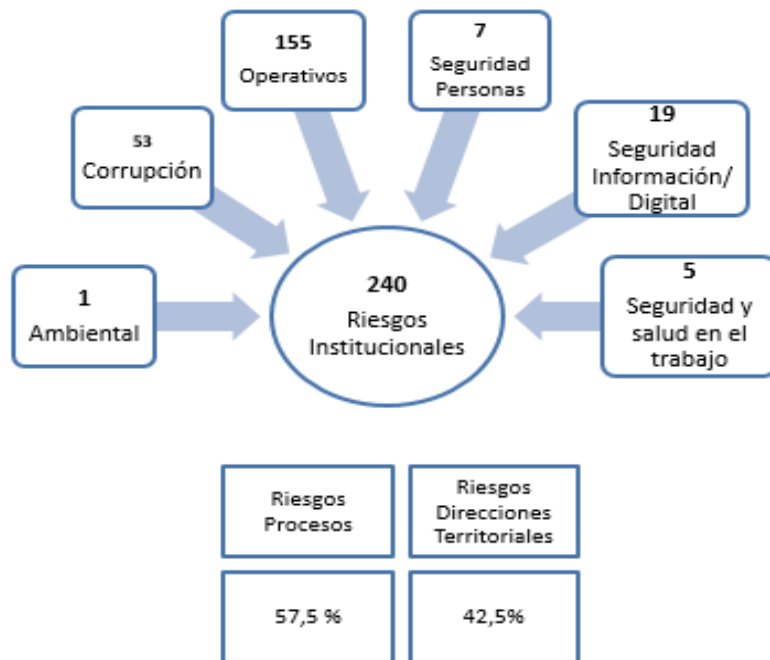 155
Operativos
7
Seguridad
Personas
53
Corrupción
19
Seguridad
Información/
Digital
1
Ambiental
240
Riesgos
Institucionales
5
Seguridad y
salud en el
trabajo
Riesgos
Procesos
Riesgos
Direcciones
Territoriales
57,5 %
42,5%